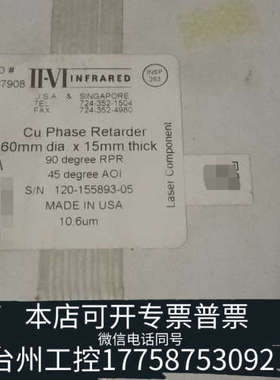 #
7908
II-VI INFRARED
INSP
253
U.S.A. & SINGAPORE
TEL. 724-352-1504
FAX. 724-352-4980
Cu Phase Retarder
60mm dia. x 15mm thick
90 degree RPR
45 degree AOi
S/N 120-155893-05
MADE IN USA
10.6um
Laser Component
本店可开专票普票
微信电话同号
台州工控17758753092